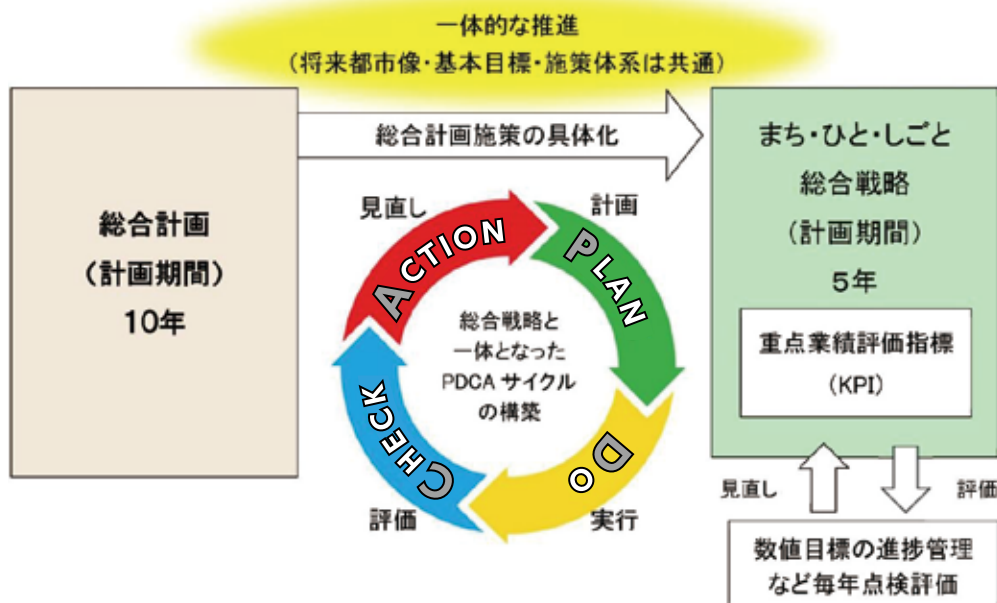 一体的な推進
（将来都市像・基本目標・施策体系は共通）
総合計画施策の具体化
総合計画
（計画期間）
10年
見直し
計画
ACTION
PLAN
総合戦略と
一体となった
PDCA サイクル
の構築
CHECK
DO
評価
実行
まち・ひと・しごと
総合戦略
（計画期間）
5年
重点業績評価指標
（KPI）
見直し
評価
数値目標の進捗管理
など毎年点検評価